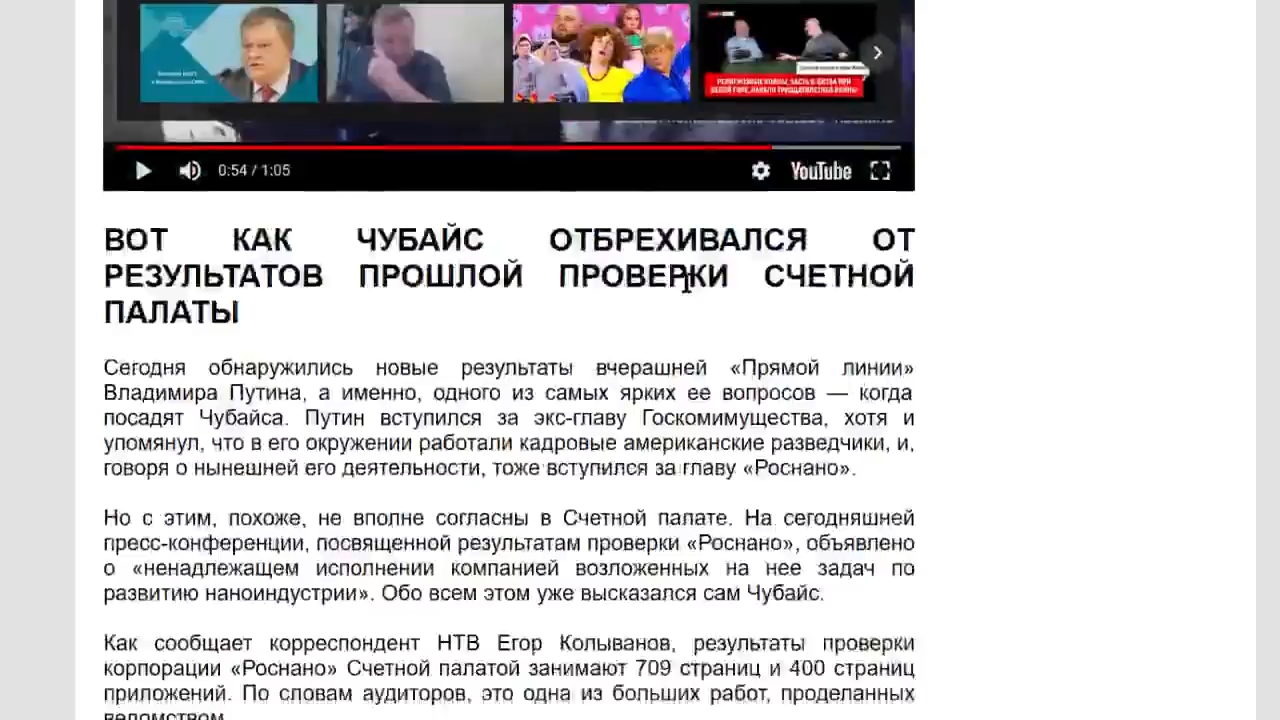 0:54 / 1:05
YouTube
ВОТ КАК ЧУБАЙС ОТБРЕХИВАЛСЯ ОТ
РЕЗУЛЬТАТОВ ПРОШЛОЙ ПРОВЕРКИ СЧЕТНОЙ
ПАЛАТЫ
Сегодня обнаружились новые результаты вчерашней «Прямой линии»
Владимира Путина, а именно, одного из самых ярких ее вопросов — когда
посадят Чубайса. Путин вступился за экс-главу Госкомимущества, хотя и
упомянул, что в его окружении работали кадровые американские разведчики, и,
говоря о нынешней его деятельности, тоже вступился за главу «Роснано».
Но с этим, похоже, не вполне согласны в Счетной палате. На сегодняшней
пресс-конференции, посвященной результатам проверки «Роснано», объявлено
о «ненадлежащем исполнении компанией возложенных на нее задач по
развитию наноиндустрии». Обо всем этом уже высказался сам Чубайс.
Как сообщает корреспондент НТВ Егор Колыванов, результаты проверки
корпорации «Роснано» Счетной палатой занимают 709 страниц и 400 страниц
приложений. По словам аудиторов, это одна из больших работ, проделанных
ведомством